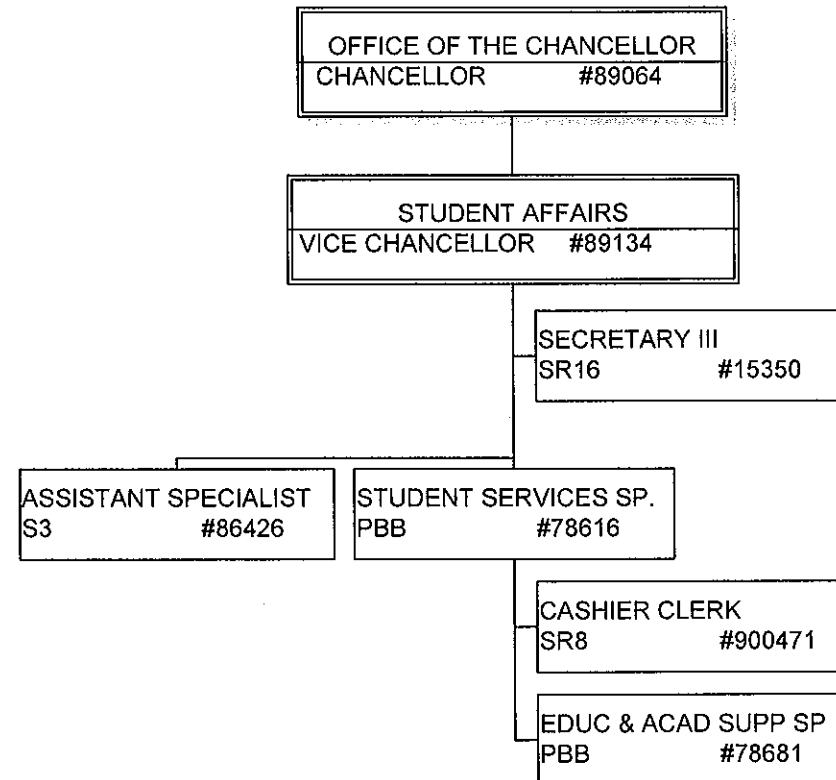 OFFICE OF THE CHANCELLOR
CHANCELLOR #89064
STUDENT AFFAIRS
VICE CHANCELLOR #89134
SECRETARY III
SR16 #15350
ASSISTANT SPECIALIST
S3 #86426
STUDENT SERVICES SP.
PBB #78616
CASHIER CLERK
SR8 #900471
EDUC & ACAD SUPP SP
PBB #78681